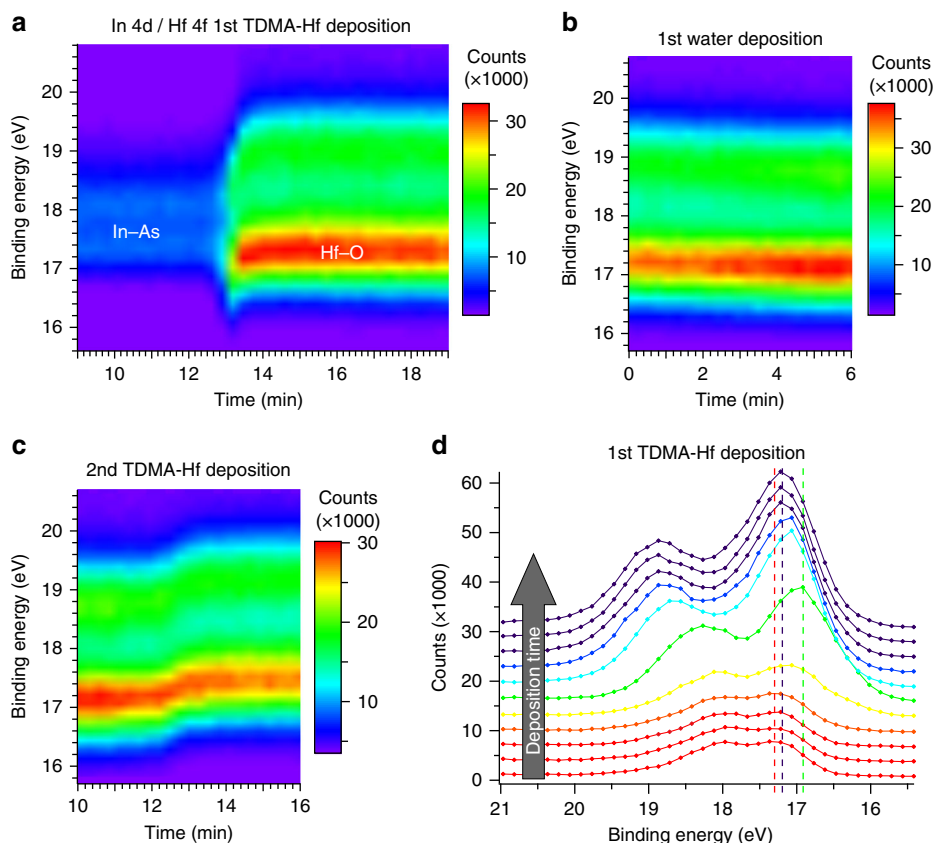 a
In 4d / Hf 4f 1st TDMA-Hf deposition
Counts
(×1000)
20
19
18
17
16
Binding energy (eV)
In–As
Hf–O
30
20
10
10
12
14
16
18
Time (min)
b
1st water deposition
Counts
(×1000)
20
19
18
17
16
Binding energy (eV)
30
20
10
0
2
4
6
Time (min)
c
2nd TDMA-Hf deposition
Counts
(×1000)
20
19
18
17
16
Binding energy (eV)
30
20
10
10
12
14
16
Time (min)
d
1st TDMA-Hf deposition
60
50
40
30
20
10
0
Counts (×1000)
Deposition time
21
20
19
18
17
16
Binding energy (eV)